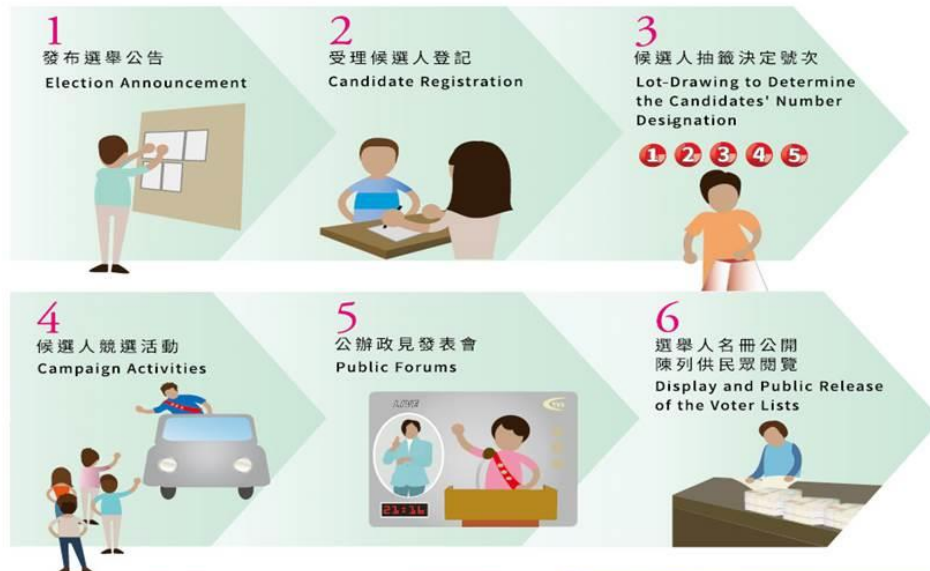 1
發布選舉公告
Election Announcement
2
受理候選人登記
Candidate Registration
3
候選人抽籤決定號次
Lot-Drawing to Determine
the Candidates' Number
Designation
1 2 3 4 5
4
候選人競選活動
Campaign Activities
5
公辦政見發表會
Public Forums
LIVE
21:16
6
選舉人名冊公開
陳列供民眾閱覽
Display and Public Release
of the Voter Lists